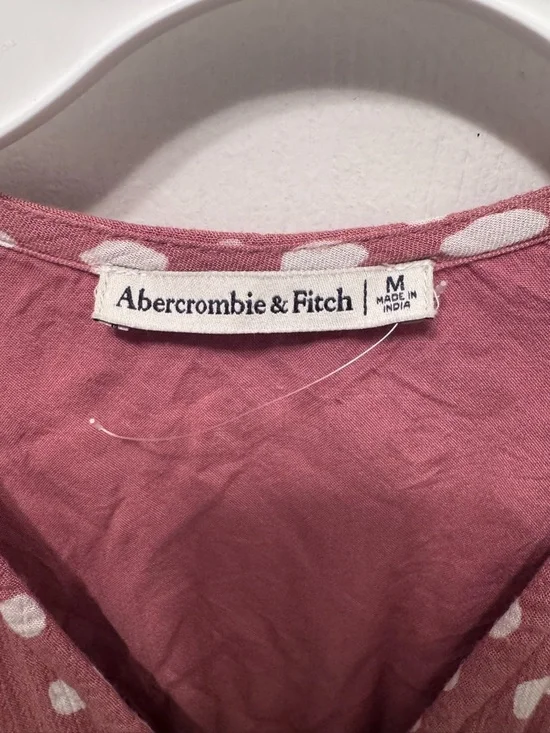 Abercrombie & Fitch | M
MADE IN
INDIA